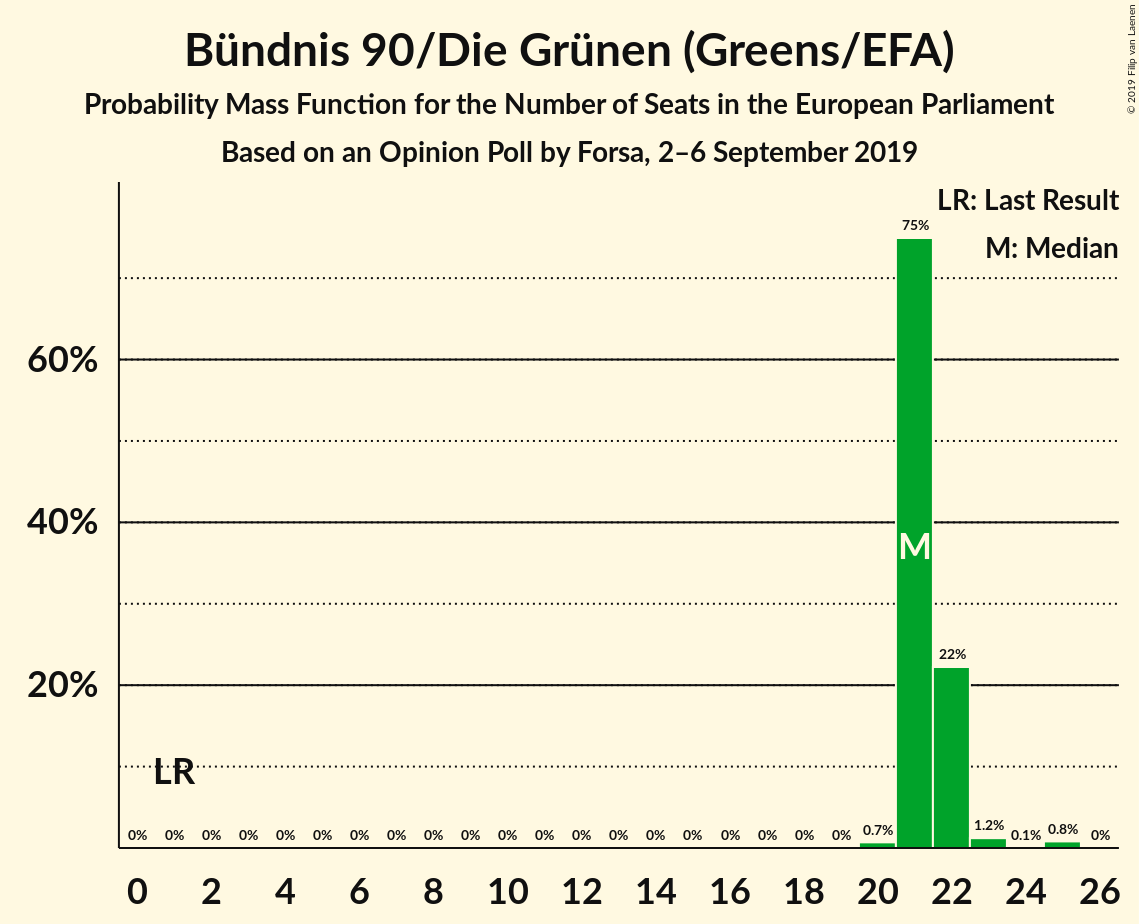 Bündnis 90/Die Grünen (Greens/EFA)
Probability Mass Function for the Number of Seats in the European Parliament
Based on an Opinion Poll by Forsa, 2–6 September 2019
© 2019 Filip van Laenen
LR: Last Result
M: Median
75%
60%
40%
M
22%
20%
LR
0% 0% 0% 0% 0% 0% 0% 0% 0% 0% 0% 0% 0% 0% 0% 0% 0% 0% 0% 0% 0.7% 1.2% 0.1% 0.8% 0%
0 2 4 6 8 10 12 14 16 18 20 22 24 26